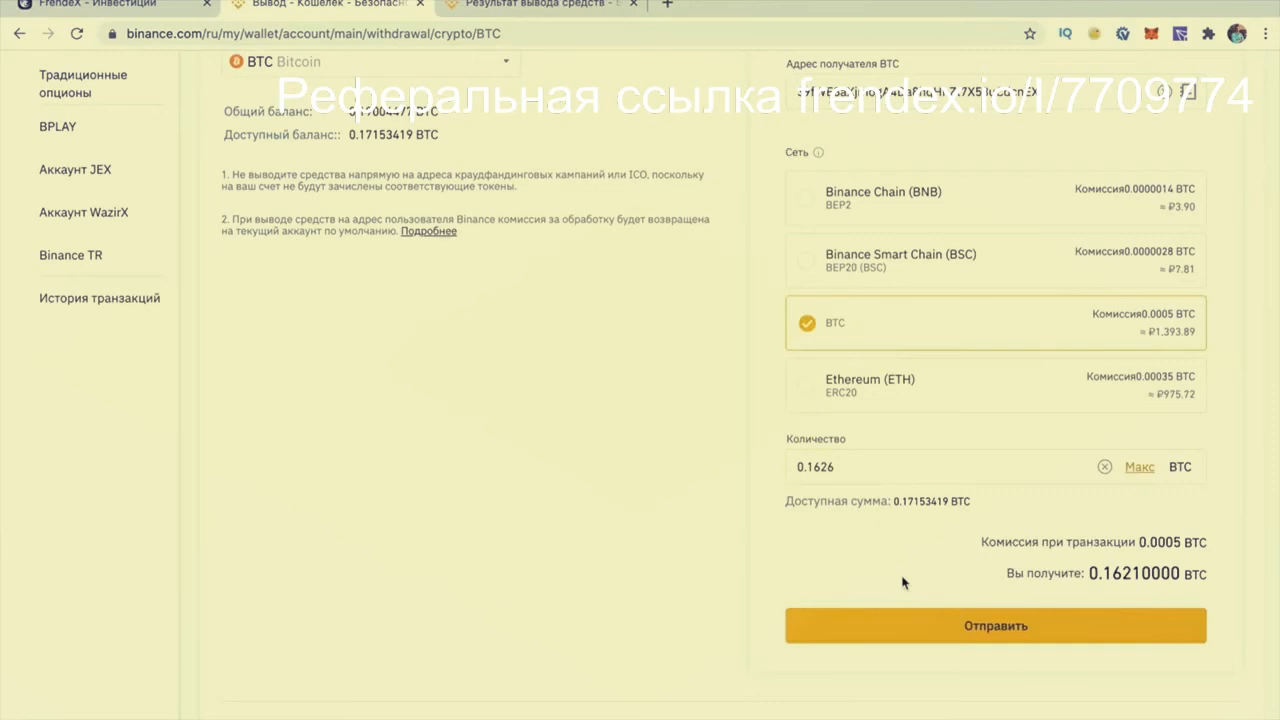 FrendeX - Инвестиции
Вывод - Кошелек - Безопасн
Результат вывода средств - Б
binance.com/ru/my/wallet/account/main/withdrawal/crypto/BTC
Реферальная ссылка frendex.io/l/7709774
Традиционные
опционы
BPLAY
Аккаунт JEX
Аккаунт WazirX
Binance TR
История транзакций
BTC Bitcoin
Общий баланс: BTC
Доступный баланс:: 0.17153419 BTC
1. Не выводите средства напрямую на адреса краудфандинговых кампаний или ICO, поскольку
на ваш счет не будут зачислены соответствующие токены.
2. При выводе средств на адрес пользователя Binance комиссия за обработку будет возвращена
на текущий аккаунт по умолчанию. Подробнее
Адрес получателя BTC
Сеть
Binance Chain (BNB)
BEP2
Комиссия0.0000014 BTC
≈ ₽3.90
Binance Smart Chain (BSC)
BEP20 (BSC)
Комиссия0.0000028 BTC
≈ ₽7.81
BTC
Комиссия0.0005 BTC
≈ ₽1,393.89
Ethereum (ETH)
ERC20
Комиссия0.00035 BTC
≈ ₽975.72
Количество
0.1626
Макс BTC
Доступная сумма: 0.17153419 BTC
Комиссия при транзакции 0.0005 BTC
Вы получите: 0.16210000 BTC
Отправить